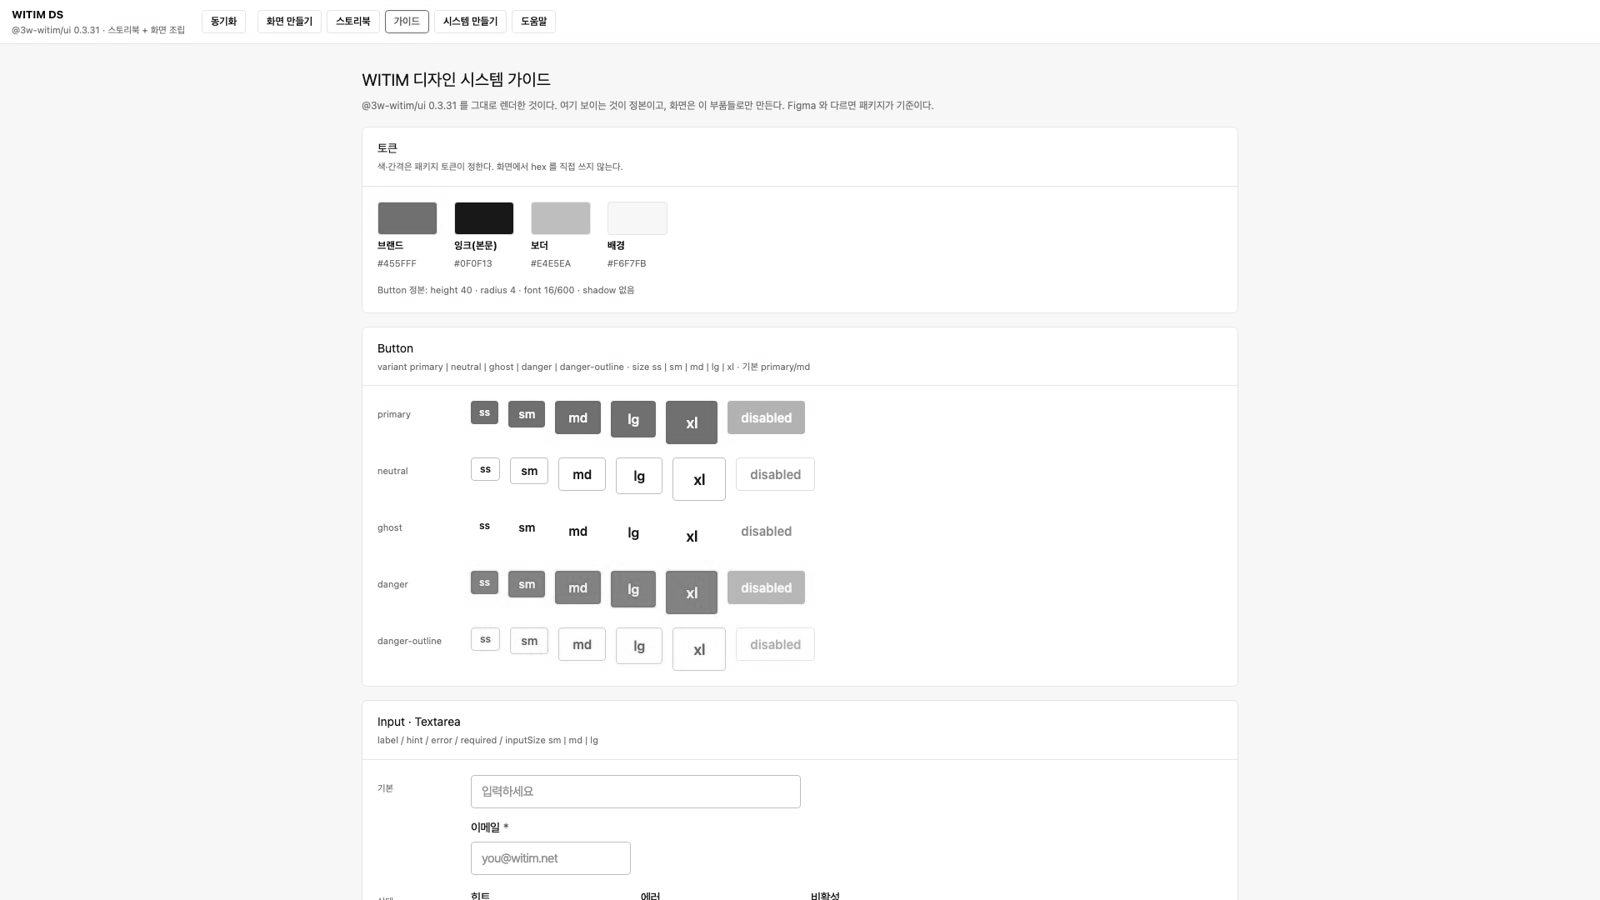 WITIM DS
@3w-witim/ui 0.3.31 · 스토리북 + 화면 조립
동기화 화면 만들기 스토리북 가이드 시스템 만들기 도움말
WITIM 디자인 시스템 가이드
@3w-witim/ui 0.3.31 를 그대로 렌더한 것이다. 여기 보이는 것이 정본이고, 화면은 이 부품들로만 만든다. Figma 와 다르면 패키지가 기준이다.
토큰
색·간격은 패키지 토큰이 정한다. 화면에서 hex 를 직접 쓰지 않는다.
브랜드 잉크(본문) 보더 배경
#455FFF #0F0F13 #E4E5EA #F6F7FB
Button 정본: height 40 · radius 4 · font 16/600 · shadow 없음
Button
variant primary | neutral | ghost | danger | danger-outline · size ss | sm | md | lg | xl · 기본 primary/md
primary ss sm md lg xl disabled
neutral ss sm md lg xl disabled
ghost ss sm md lg xl disabled
danger ss sm md lg xl disabled
danger-outline ss sm md lg xl disabled
Input · Textarea
label / hint / error / required / inputSize sm | md | lg
기본 입력하세요
이메일 *
you@witim.net
힌트 에러 비활성